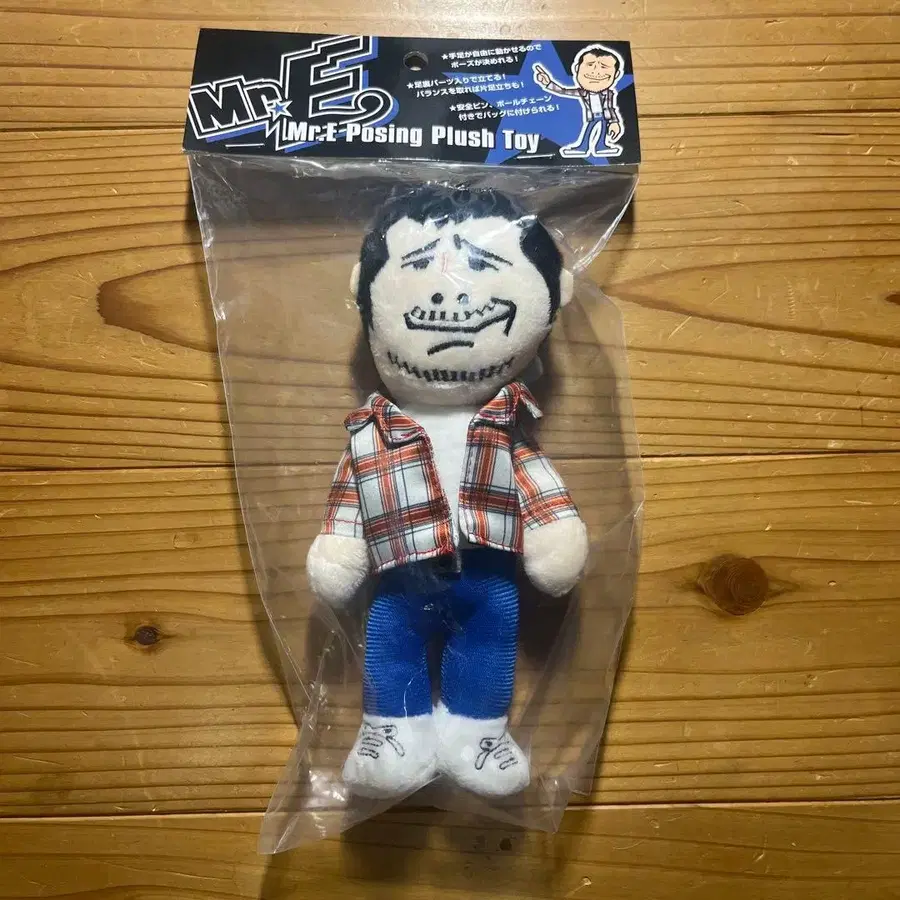 Mr.★E
Mr.E Posing Plush Toy
★手足が自由に動かせるので
ポーズが決めれる！
★足裏パーツ入りで立てる！
バランスを取れば片足立ちも！
★安全ピン、ボールチェーン
付きでバッグに付けられる！